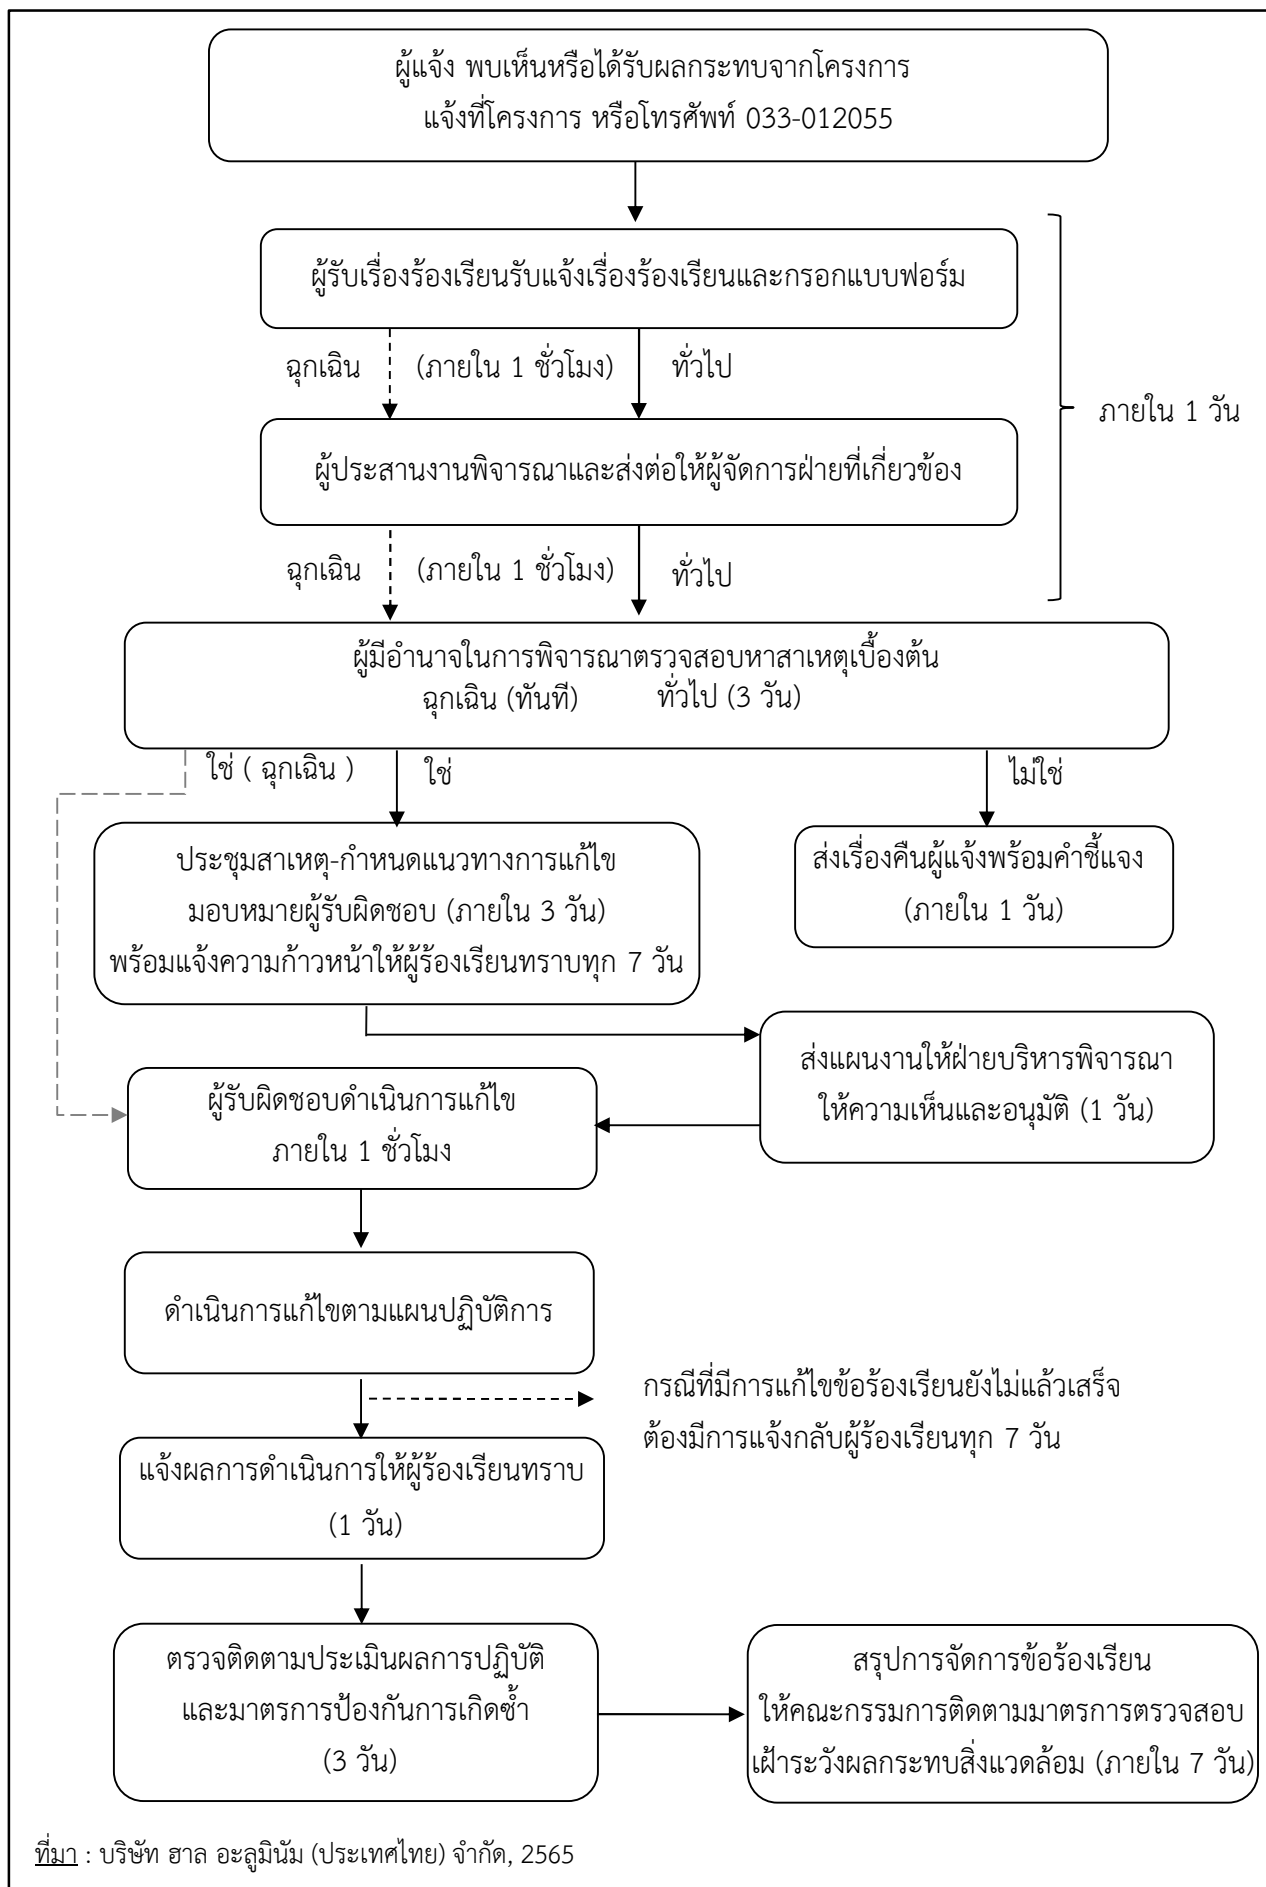 ผู้แจ้ง พบเห็นหรือได้รับผลกระทบจากโครงการ
แจ้งที่โครงการ หรือโทรศัพท์ 033-012055
ผู้รับเรื่องร้องเรียนรับแจ้งเรื่องร้องเรียนและกรอกแบบฟอร์ม
ฉุกเฉิน (ภายใน 1 ชั่วโมง) ทั่วไป
ภายใน 1 วัน
ผู้ประสานงานพิจารณาและส่งต่อให้ผู้จัดการฝ่ายที่เกี่ยวข้อง
ฉุกเฉิน (ภายใน 1 ชั่วโมง) ทั่วไป
ผู้มีอำนาจในการพิจารณาตรวจสอบหาสาเหตุเบื้องต้น
ฉุกเฉิน (ทันที) ทั่วไป (3 วัน)
ใช่ ( ฉุกเฉิน ) ใช่ ไม่ใช่
ประชุมสาเหตุ-กำหนดแนวทางการแก้ไข
มอบหมายผู้รับผิดชอบ (ภายใน 3 วัน)
พร้อมแจ้งความก้าวหน้าให้ผู้ร้องเรียนทราบทุก 7 วัน
ส่งเรื่องคืนผู้แจ้งพร้อมคำชี้แจง
(ภายใน 1 วัน)
ส่งแผนงานให้ฝ่ายบริหารพิจารณา
ให้ความเห็นและอนุมัติ (1 วัน)
ผู้รับผิดชอบดำเนินการแก้ไข
ภายใน 1 ชั่วโมง
ดำเนินการแก้ไขตามแผนปฏิบัติการ
กรณีที่มีการแก้ไขข้อร้องเรียนยังไม่แล้วเสร็จ
ต้องมีการแจ้งกลับผู้ร้องเรียนทุก 7 วัน
แจ้งผลการดำเนินการให้ผู้ร้องเรียนทราบ
(1 วัน)
ตรวจติดตามประเมินผลการปฏิบัติ
และมาตรการป้องกันการเกิดซ้ำ
(3 วัน)
สรุปการจัดการข้อร้องเรียน
ให้คณะกรรมการติดตามมาตรการตรวจสอบ
เฝ้าระวังผลกระทบสิ่งแวดล้อม (ภายใน 7 วัน)
ที่มา : บริษัท ฮาล อะลูมินัม (ประเทศไทย) จำกัด, 2565